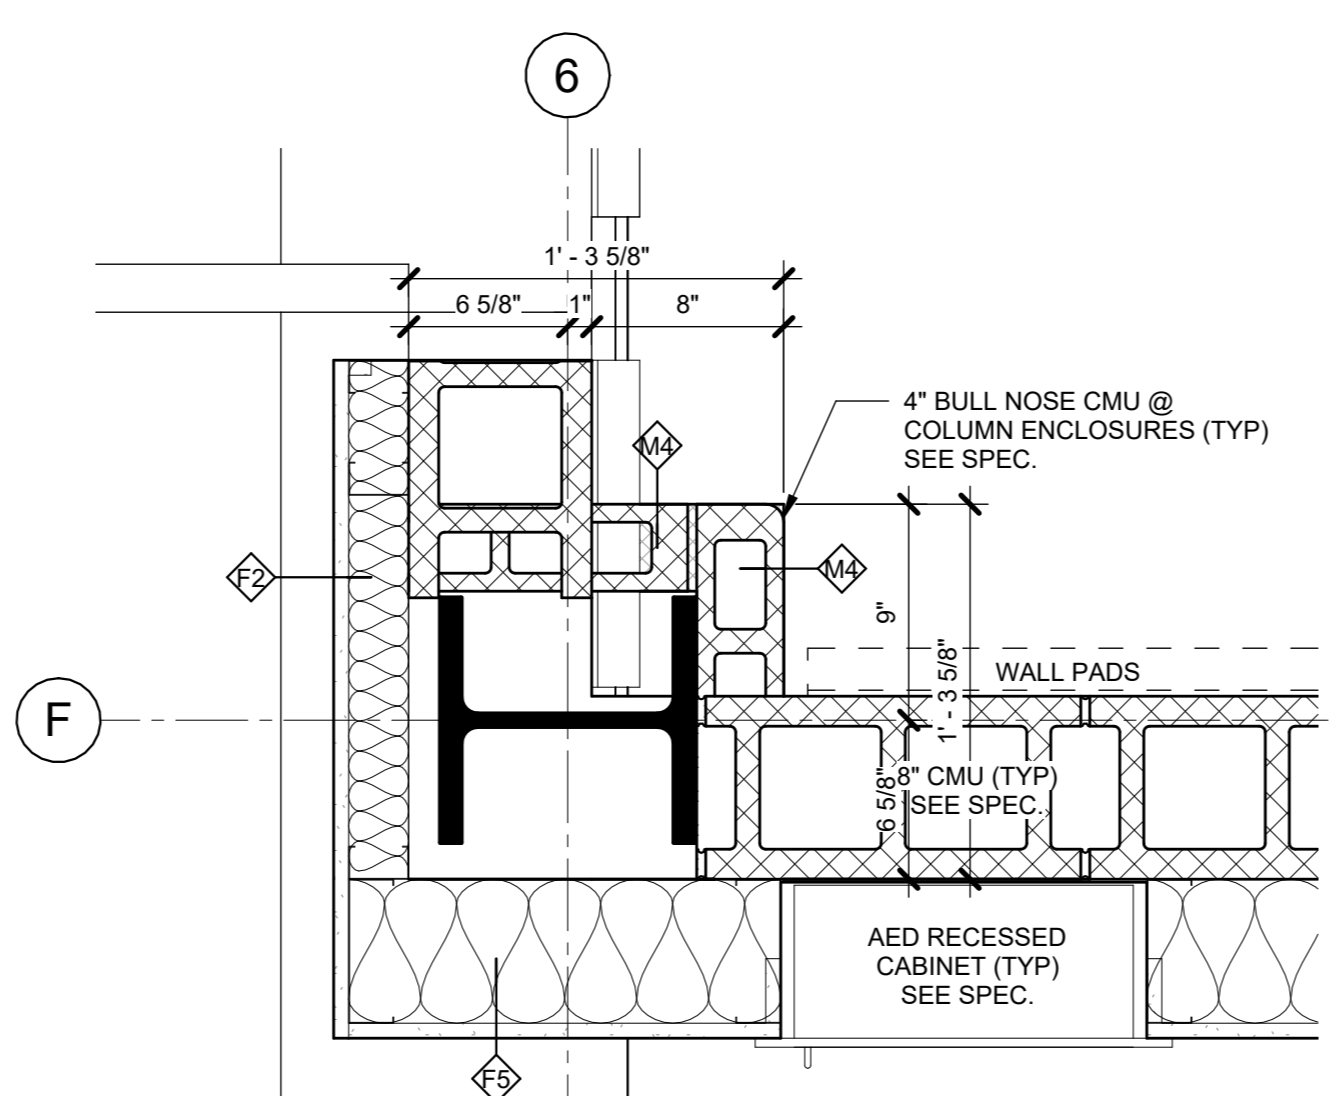 6
1' - 3 5/8"
6 5/8"
1"
8"
4" BULL NOSE CMU @
COLUMN ENCLOSURES (TYP)
SEE SPEC.
M4
M4
F2
9"
1' - 3 5/8"
WALL PADS
F
6 5/8"
8" CMU (TYP)
SEE SPEC.
AED RECESSED
CABINET (TYP)
SEE SPEC.
F5